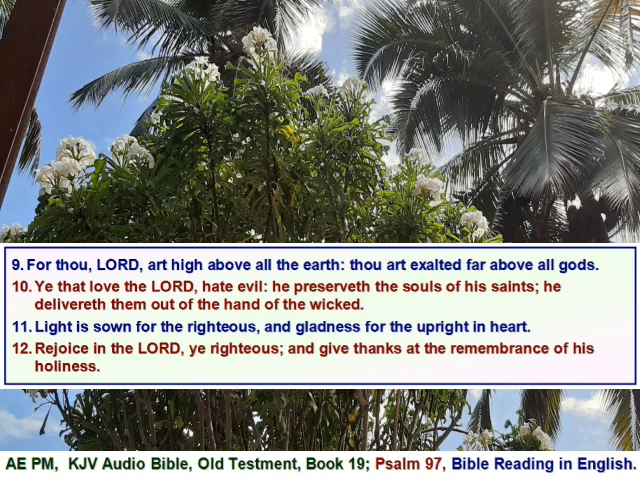 9. For thou, LORD, art high above all the earth: thou art exalted far above all gods.
10. Ye that love the LORD, hate evil: he preserveth the souls of his saints; he
delivereth them out of the hand of the wicked.
11. Light is sown for the righteous, and gladness for the upright in heart.
12. Rejoice in the LORD, ye righteous; and give thanks at the remembrance of his
holiness.
AE PM, KJV Audio Bible, Old Testment, Book 19; Psalm 97, Bible Reading in English.